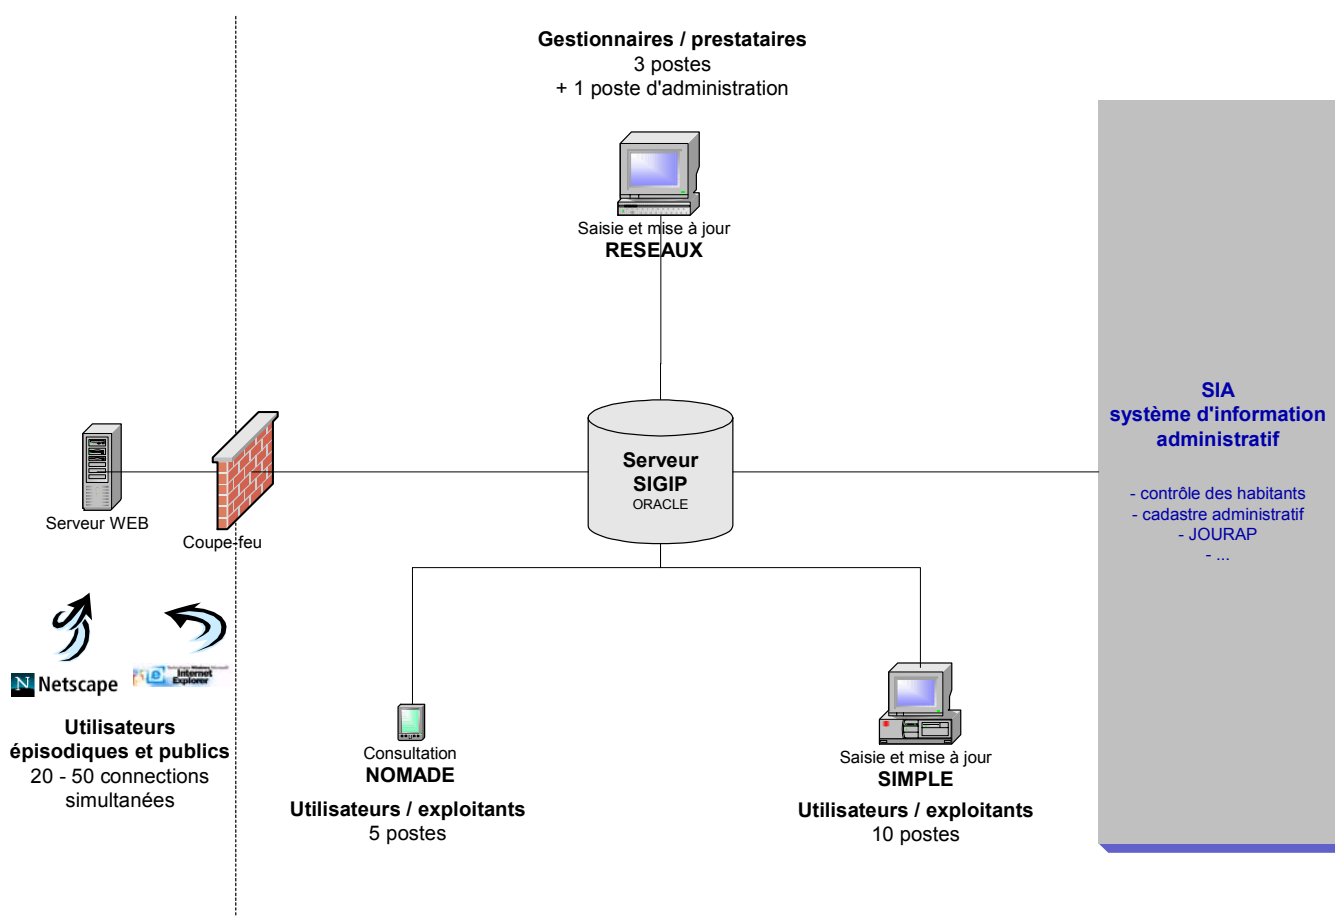 Gestionnaires / prestataires
3 postes
+ 1 poste d'administration
Saisie et mise à jour
RESEAUX
SIA
système d'information
administratif
- contrôle des habitants
- cadastre administratif
- JOURAP
- ...
Serveur
SIGIP
ORACLE
Serveur WEB
Coupe-feu
N Netscape
Internet
Explorer
Utilisateurs
épisodiques et publics
20 - 50 connections
simultanées
Consultation
NOMADE
Utilisateurs / exploitants
5 postes
Saisie et mise à jour
SIMPLE
Utilisateurs / exploitants
10 postes